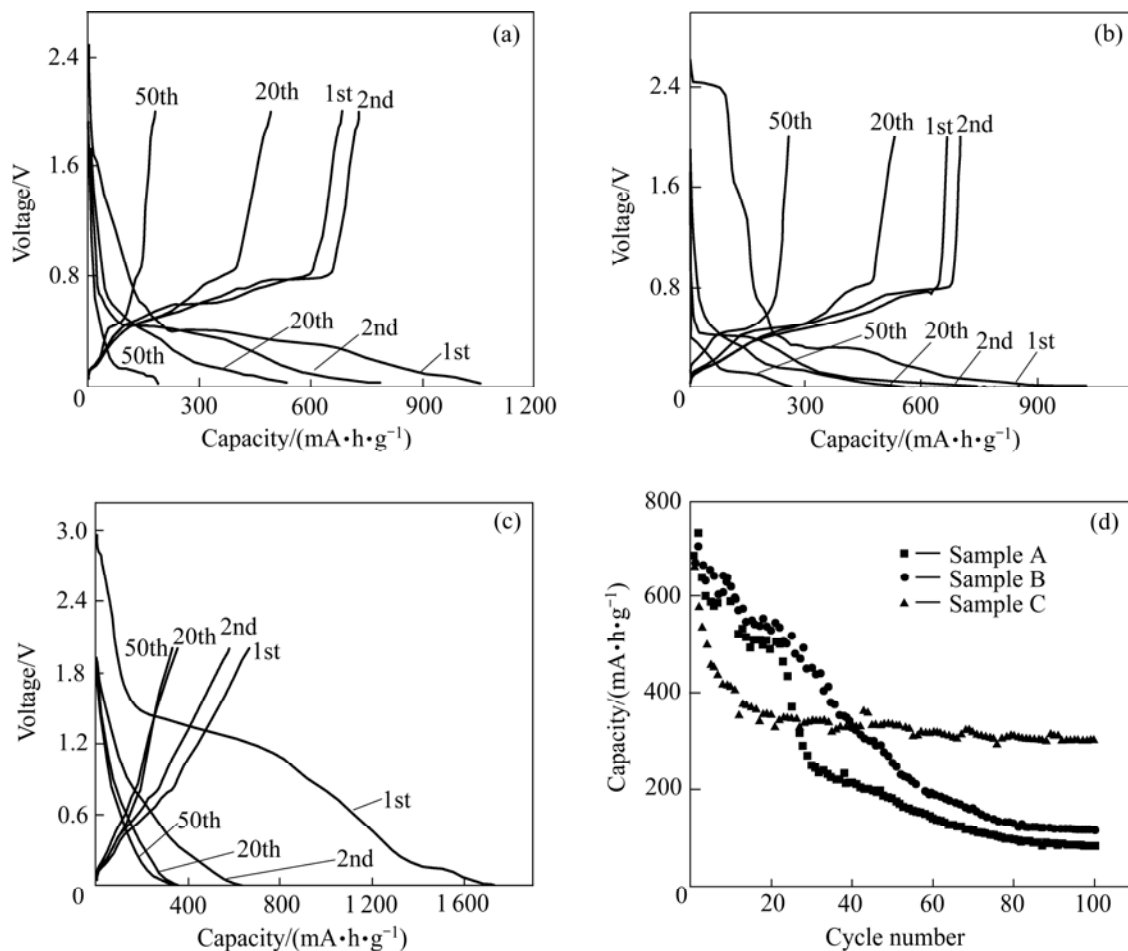 (a)
2.4
50th
20th
1st
2nd
1.6
Voltage/V
0.8
20th
2nd
50th
1st
0
300
600
900
1 200
Capacity/(mA•h•g⁻¹)
(b)
2.4
50th
20th
1st
2nd
1.6
Voltage/V
0.8
50th
20th
2nd
1st
0
300
600
900
Capacity/(mA•h•g⁻¹)
(c)
3.0
2.4
50th
20th
2nd
1st
1.8
Voltage/V
1.2
1st
0.6
50th
20th
2nd
0
400
800
1 200
1 600
Capacity/(mA•h•g⁻¹)
800
(d)
Sample A
Sample B
Sample C
600
Capacity/(mA•h•g⁻¹)
400
200
0
20
40
60
80
100
Cycle number